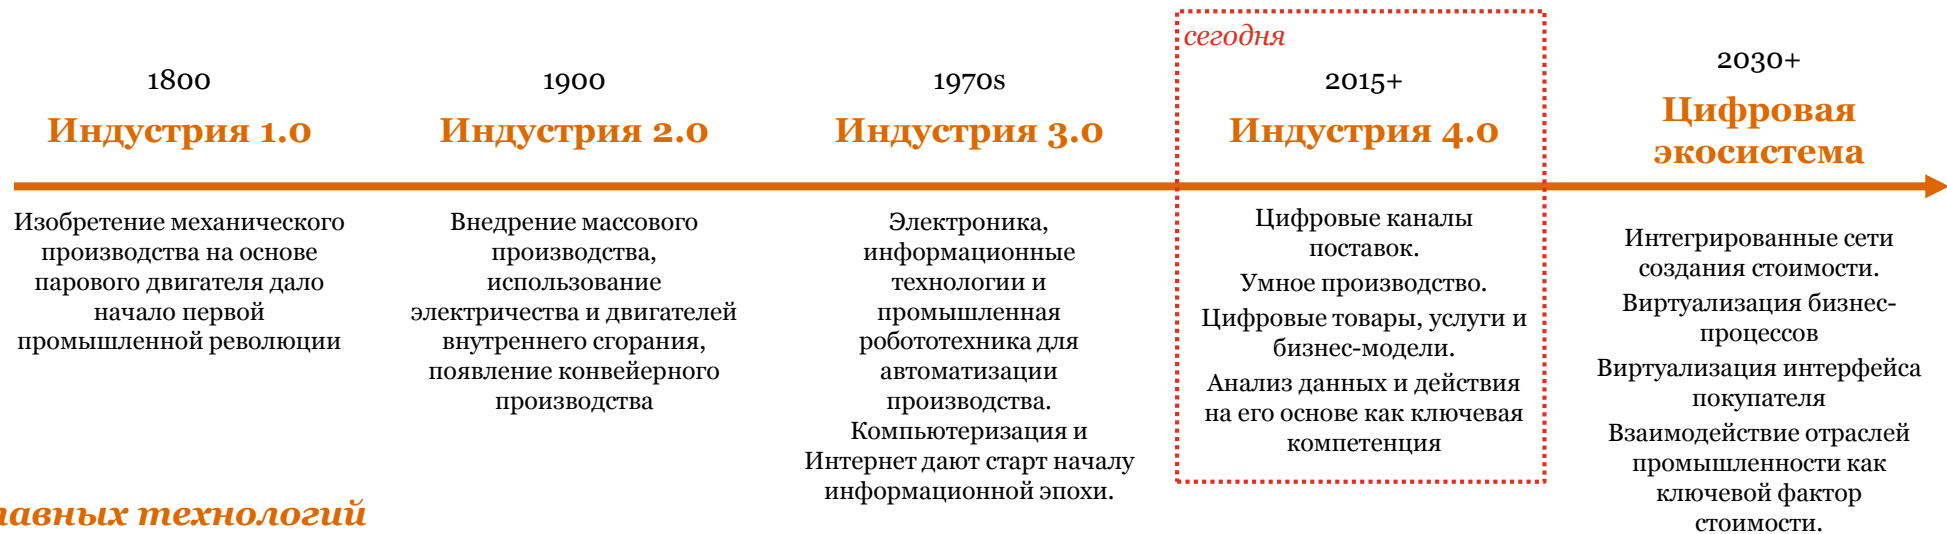 1800
Индустрия 1.0
Изобретение механического
производства на основе
парового двигателя дало
начало первой
промышленной революции
1900
Индустрия 2.0
Внедрение массового
производства,
использование
электричества и двигателей
внутреннего сгорания,
появление конвейерного
производства
1970s
Индустрия 3.0
Электроника,
информационные
технологии и
промышленная
робототехника для
автоматизации
производства.
Компьютеризация и
Интернет дают старт началу
информационной эпохи.
сегодня
2015+
Индустрия 4.0
Цифровые каналы
поставок.
Умное производство.
Цифровые товары, услуги и
бизнес-модели.
Анализ данных и действия
на его основе как ключевая
компетенция
2030+
Цифровая
экосистема
Интегрированные сети
создания стоимости.
Виртуализация бизнес-
процессов
Виртуализация интерфейса
покупателя
Взаимодействие отраслей
промышленности как
ключевой фактор
стоимости.
технологий